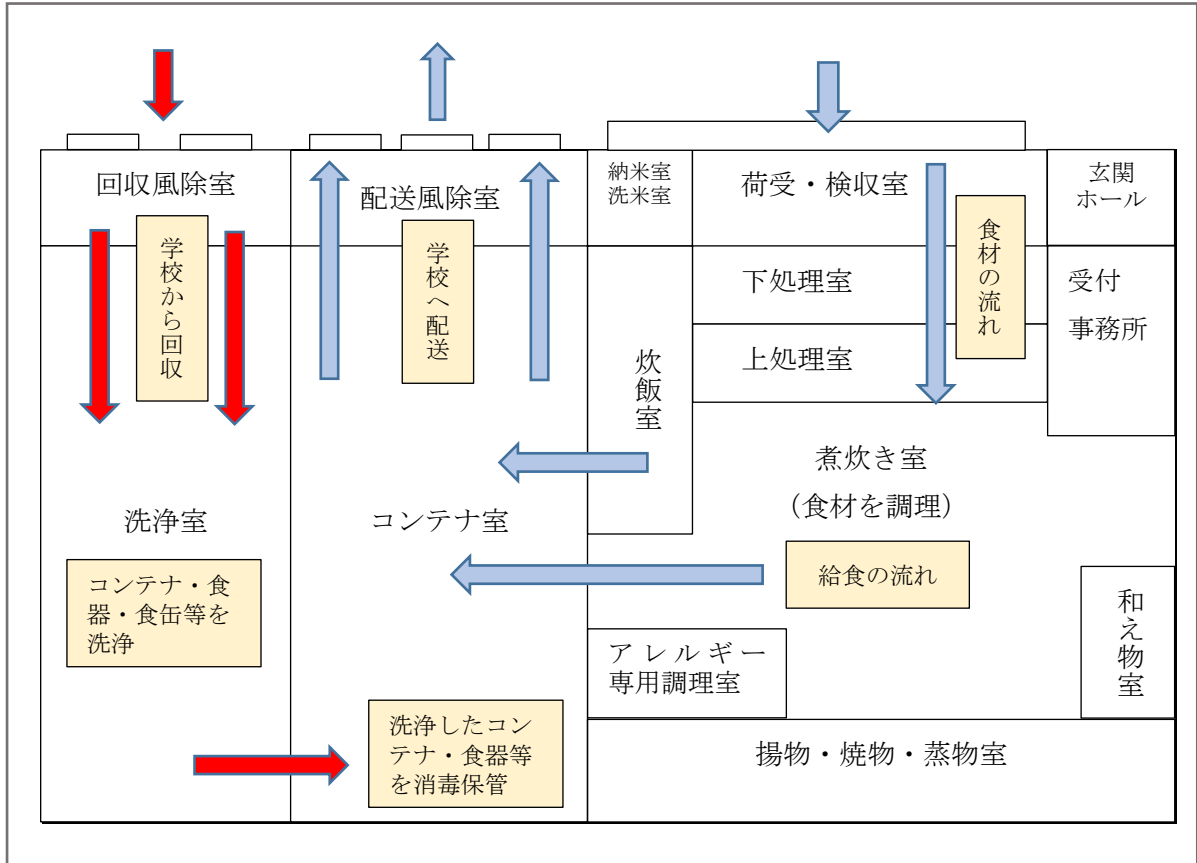 回収風除室
配送風除室
納米室
洗米室
荷受・検収室
玄関
ホール
学校から回収
学校へ配送
食材の流れ
下処理室
上処理室
受付
事務所
炊飯室
煮炊き室
(食材を調理)
洗浄室
コンテナ室
給食の流れ
コンテナ・食
器・食缶等を
洗浄
和え物室
アレルギー
専用調理室
洗浄したコン
テナ・食器等
を消毒保管
揚物・焼物・蒸物室